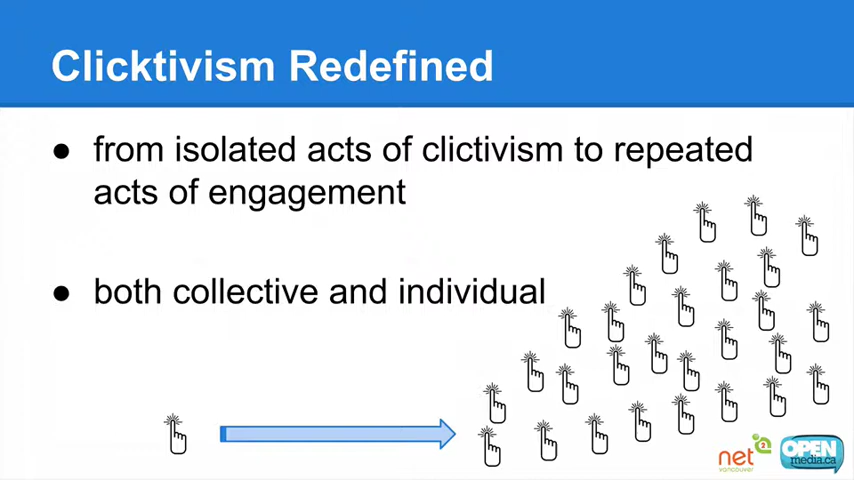 Clicktivism Redefined
● from isolated acts of clictivism to repeated
acts of engagement
● both collective and individual
net2
vancouver
OPEN
media.ca